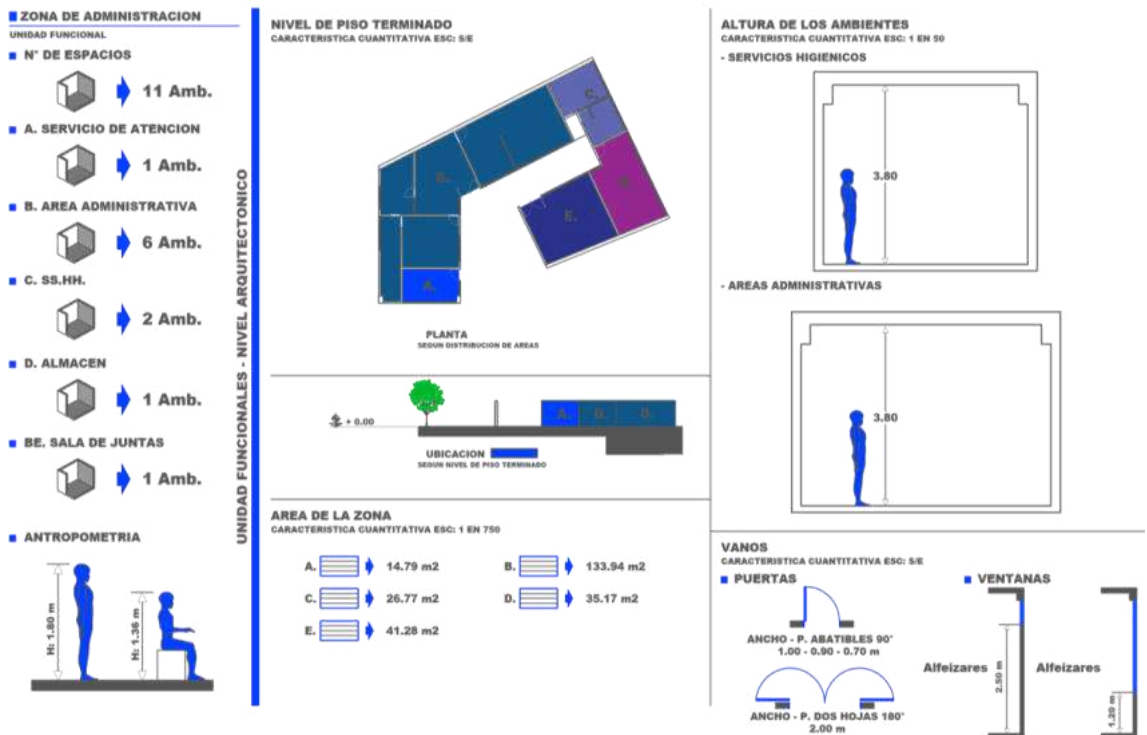 ZONA DE ADMINISTRACION
UNIDAD FUNCIONAL
N° DE ESPACIOS
11 Amb.
A. SERVICIO DE ATENCION
1 Amb.
B. AREA ADMINISTRATIVA
6 Amb.
C. SS.HH.
2 Amb.
D. ALMACEN
1 Amb.
BE. SALA DE JUNTAS
1 Amb.
ANTROPOMETRIA
H: 1.80 m
H: 1.36 m
UNIDAD FUNCIONALES - NIVEL ARQUITECTONICO
NIVEL DE PISO TERMINADO
CARACTERISTICA CUANTITATIVA ESC: S/E
C.
B.
D.
E.
A.
PLANTA
SEGUN DISTRIBUCION DE AREAS
+ 0.00
A.
B.
B.
UBICACION
SEGUN NIVEL DE PISO TERMINADO
AREA DE LA ZONA
CARACTERISTICA CUANTITATIVA ESC: 1 EN 750
A. 14.79 m2
B. 133.94 m2
C. 26.77 m2
D. 35.17 m2
E. 41.28 m2
ALTURA DE LOS AMBIENTES
CARACTERISTICA CUANTITATIVA ESC: 1 EN 50
- SERVICIOS HIGIENICOS
3.80
- AREAS ADMINISTRATIVAS
3.80
VANOS
CARACTERISTICA CUANTITATIVA ESC: S/E
PUERTAS
ANCHO - P. ABATIBLES 90°
1.00 - 0.90 - 0.70 m
ANCHO - P. DOS HOJAS 180°
2.00 m
VENTANAS
Alfeizares
2.50 m
Alfeizares
1.20 m